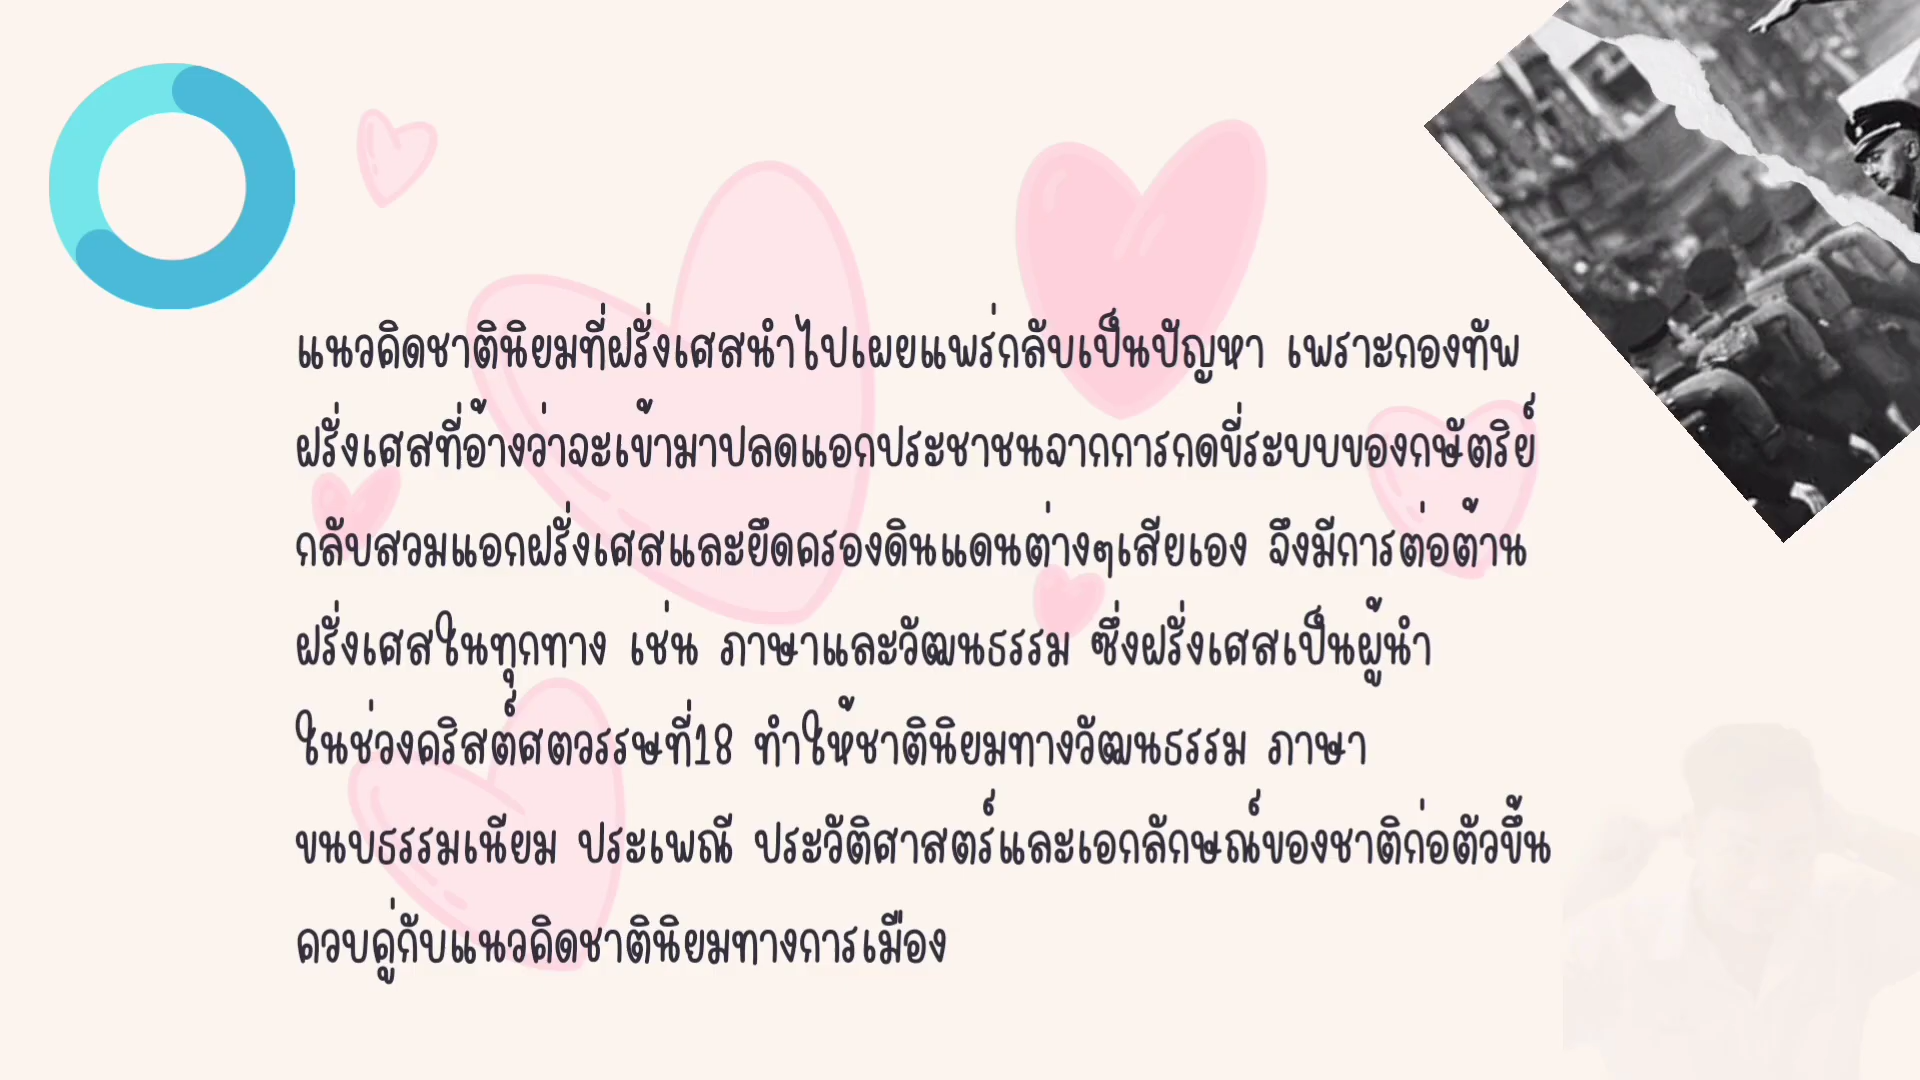 แนวคิดชาตินิยมที่ฝรั่งเศสนำไปเผยแพร่กลับเป็นปัญหา เพราะกองทัพ
ฝรั่งเศสที่อ้างว่าจะเข้ามาปลดแอกประชาชนจากการกดขี่ระบบของกษัตริย์
กลับสวมแอกฝรั่งเศสและยึดครองดินแดนต่างๆเสียเอง จึงมีการต่อต้าน
ฝรั่งเศสในทุกทาง เช่น ภาษาและวัฒนธรรม ซึ่งฝรั่งเศสเป็นผู้นำ
ในช่วงคริสต์ศตวรรษที่18 ทำให้ชาตินิยมทางวัฒนธรรม ภาษา
ขนบธรรมเนียม ประเพณี ประวัติศาสตร์และเอกลักษณ์ของชาติก่อตัวขึ้น
ควบคู่กับแนวคิดชาตินิยมทางการเมือง